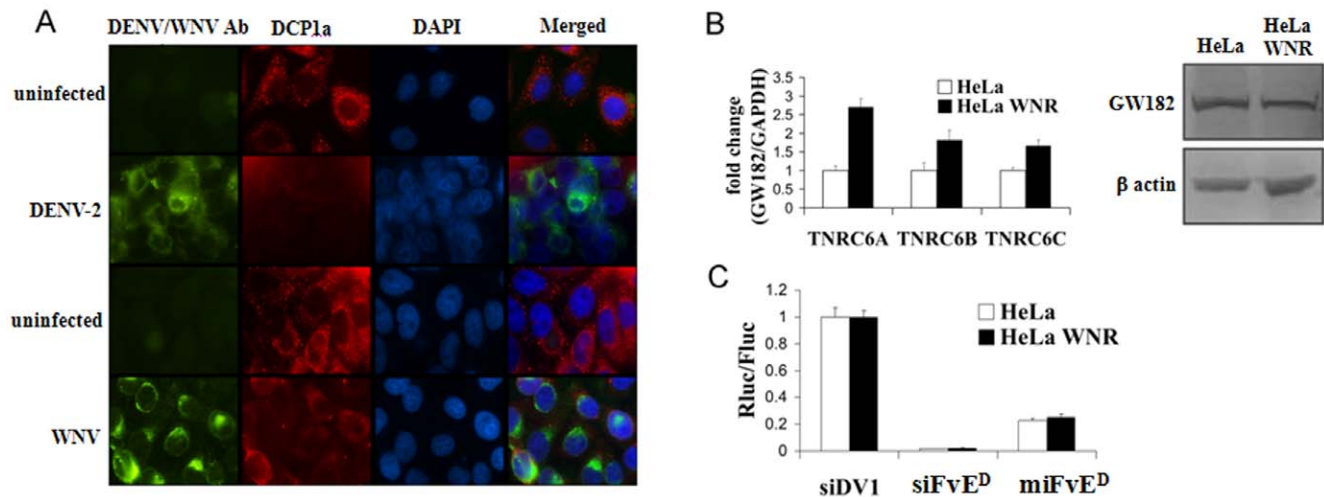 A
DENV/WNV Ab DCP1a DAPI Merged
uninfected
DENV-2
uninfected
WNV
B
fold change
(GW182/GAPDH)
3.5
3
2.5
2
1.5
1
0.5
0
HeLa
HeLa WNR
TNRC6A TNRC6B TNRC6C
HeLa HeLa
WNR
GW182
β actin
C
Rluc/Fluc
1.2
1
0.8
0.6
0.4
0.2
0
HeLa
HeLa WNR
siDV1 siFvEᴰ miFvEᴰ